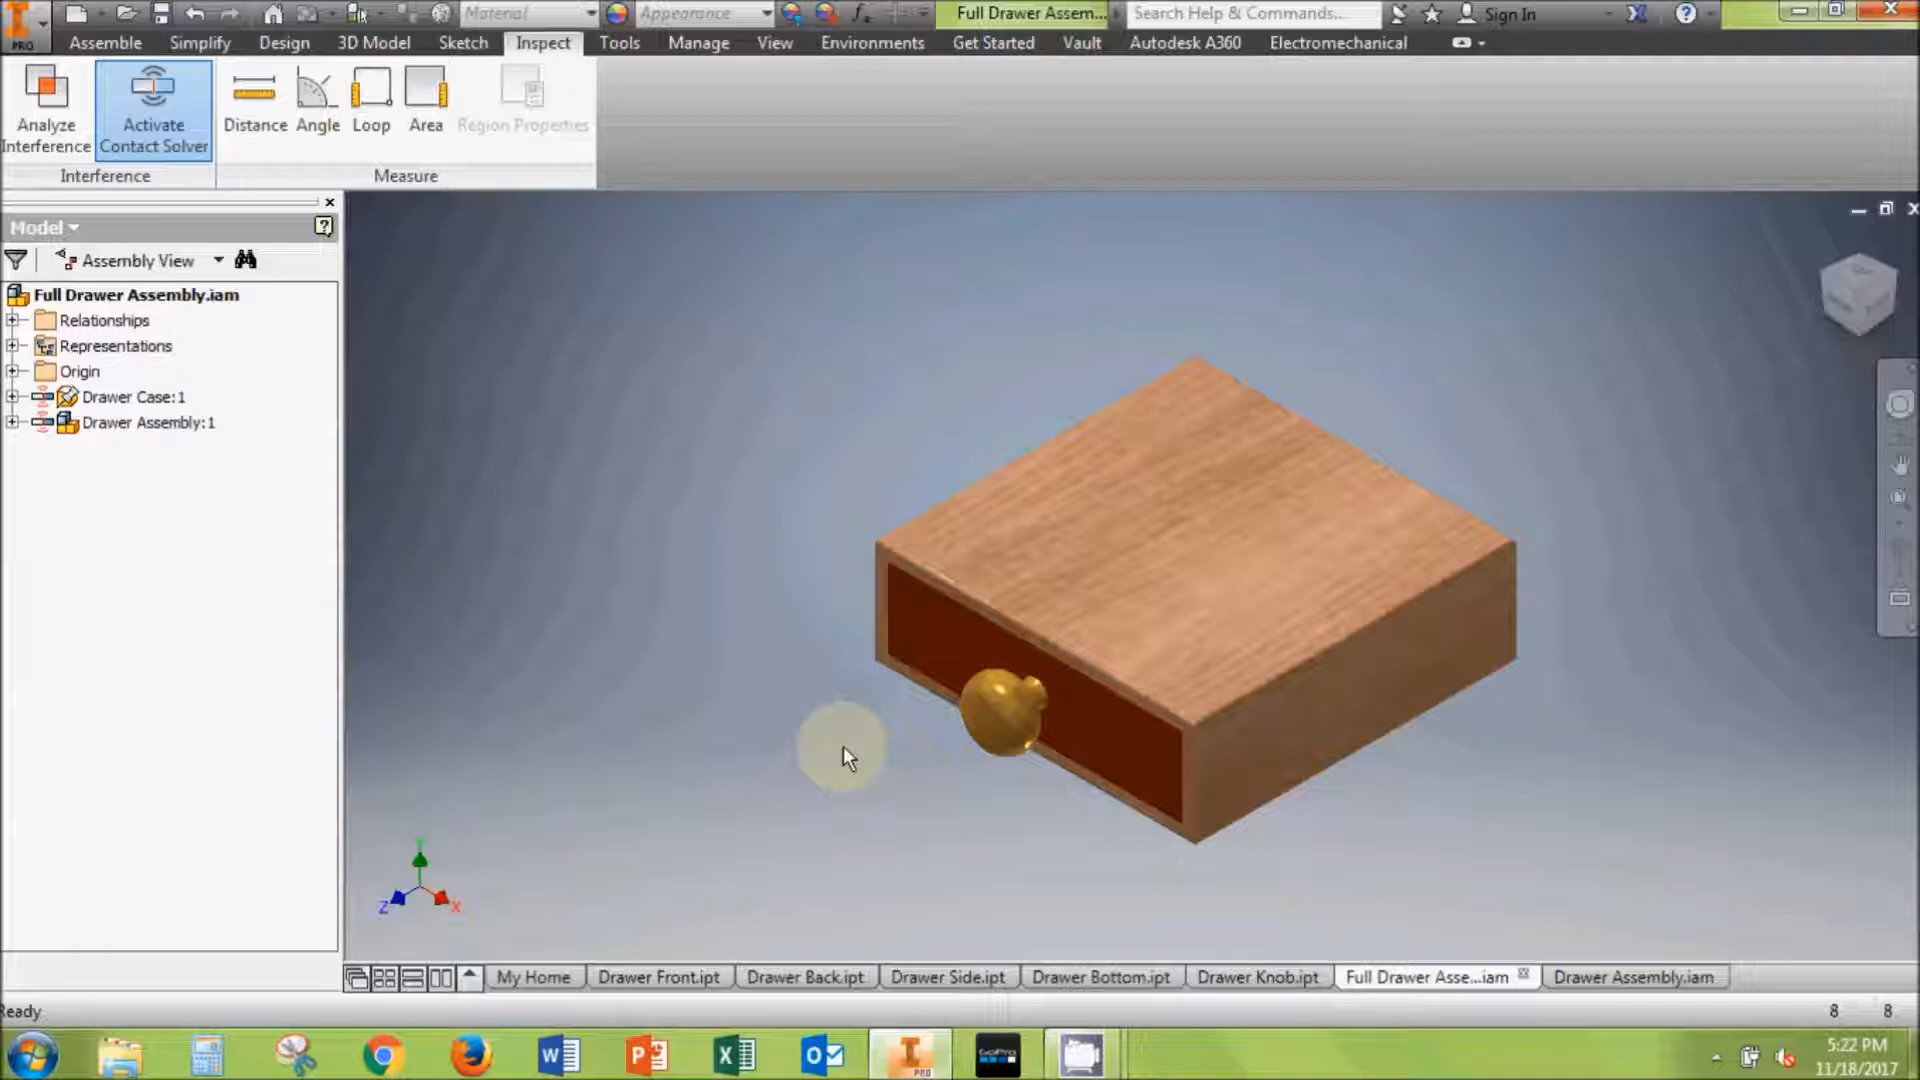 Material
Appearance
Full Drawer Assem...
Search Help & Commands...
Sign In
PRO
Assemble
Simplify
Design
3D Model
Sketch
Inspect
Tools
Manage
View
Environments
Get Started
Vault
Autodesk A360
Electromechanical
Analyze
Interference
Activate
Contact Solver
Distance
Angle
Loop
Area
Region Properties
Interference
Measure
Model
Assembly View
Full Drawer Assembly.iam
Relationships
Representations
Origin
Drawer Case:1
Drawer Assembly:1
Y
Z
X
My Home
Drawer Front.ipt
Drawer Back.ipt
Drawer Side.ipt
Drawer Bottom.ipt
Drawer Knob.ipt
Full Drawer Asse...iam
Drawer Assembly.iam
Ready
8
8
GoPro
PRO
5:22 PM
11/18/2017